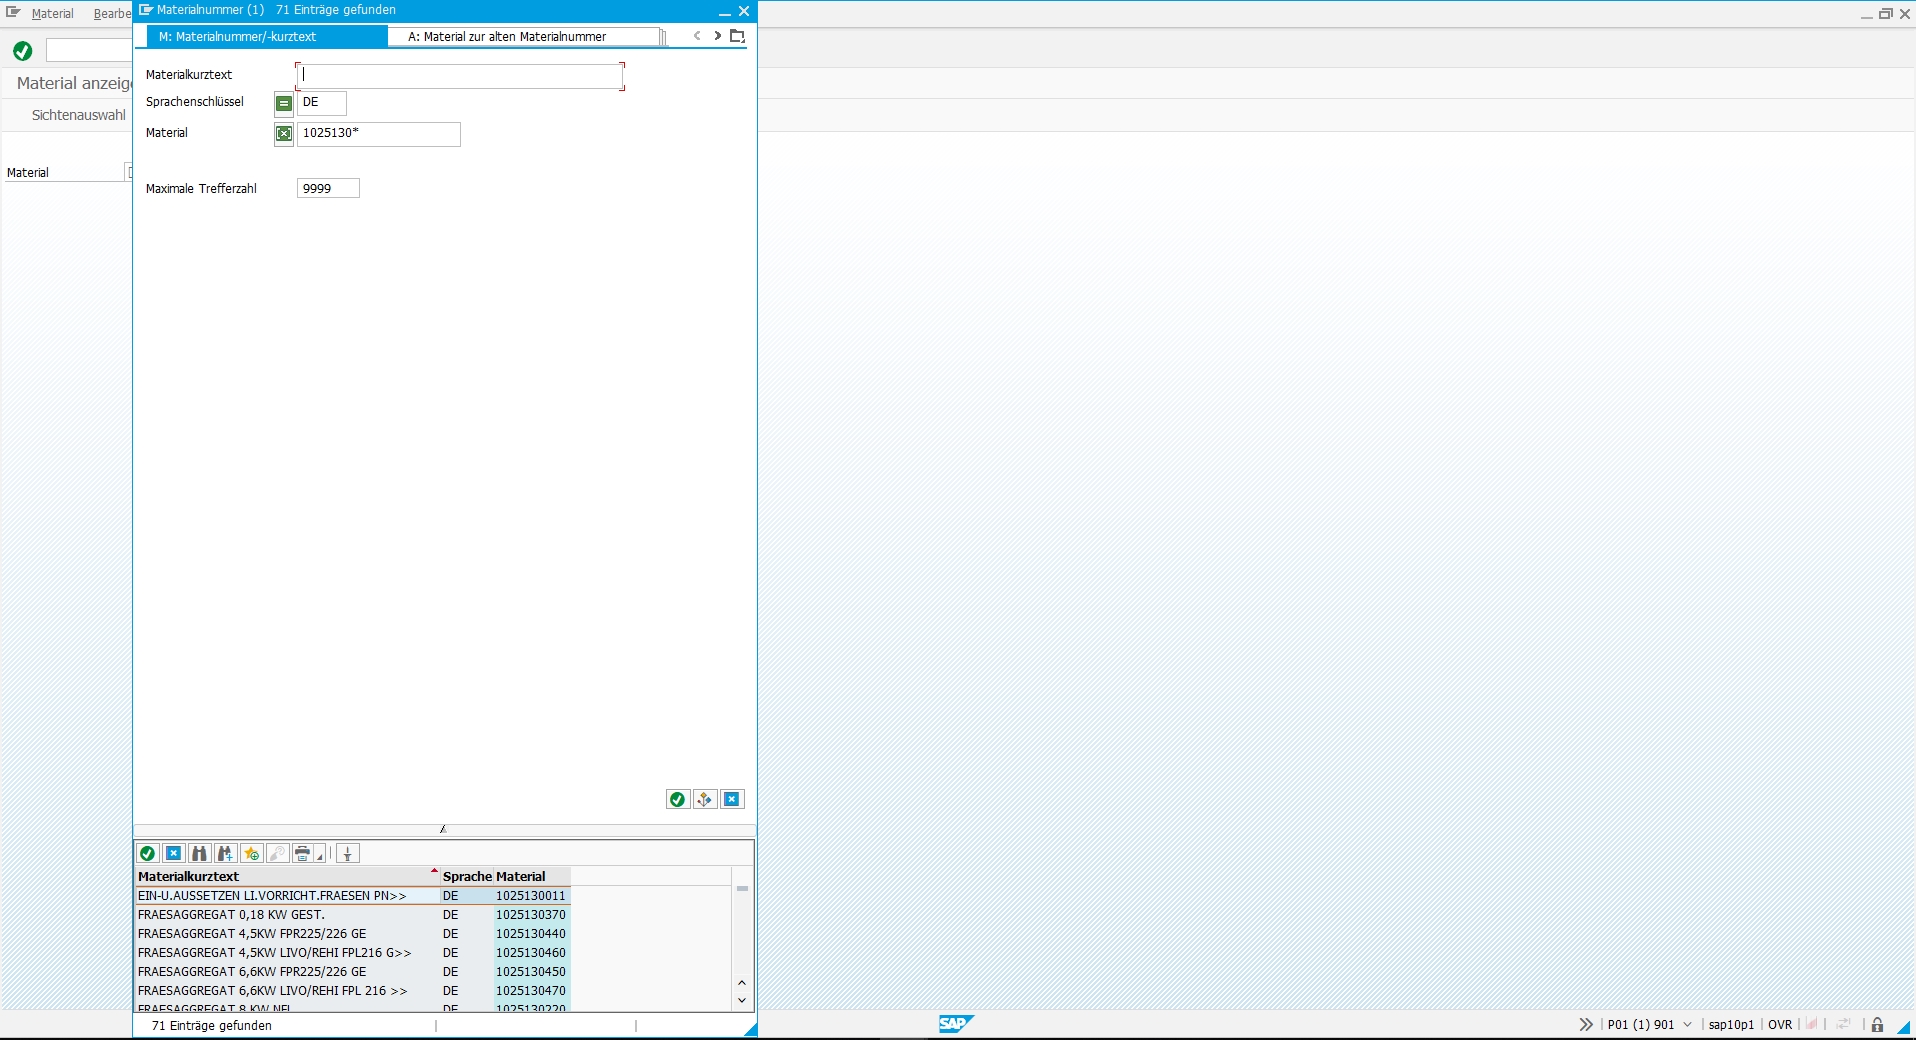 Materialnummer (1) 71 Einträge gefunden
Material
M: Materialnummer/-kurztext
A: Material zur alten Materialnummer
Materialkurztext
Material
Sprachenschlüssel
DE
Sichtenauswahl
Material
1025130*
Material
Maximale Trefferzahl
9999
Materialkurztext Sprache Material
EIN-U.AUSSETZEN LI.VORRICHT.FRAESEN PN>> DE 1025130011
FRAESAGGREGAT 0,18 KW GEST. DE 1025130370
FRAESAGGREGAT 4,5KW FPR225/226 GE DE 1025130440
FRAESAGGREGAT 4,5KW LIVO/REHI FPL216 G>> DE 1025130460
FRAESAGGREGAT 6,6KW FPR225/226 GE DE 1025130450
FRAESAGGREGAT 6,6KW LIVO/REHI FPL 216 >> DE 1025130470
FRAESAGGREGAT 8 KW NFL DE 1025130220
71 Einträge gefunden
SAP
P01 (1) 901
sap10p1
OVR